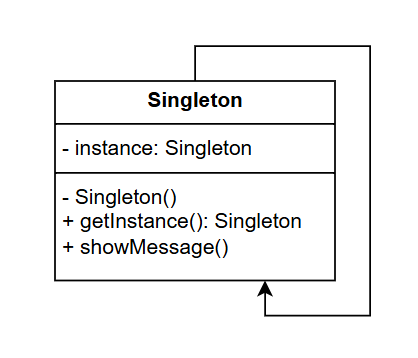 Singleton
- instance: Singleton
- Singleton()
+ getInstance(): Singleton
+ showMessage()